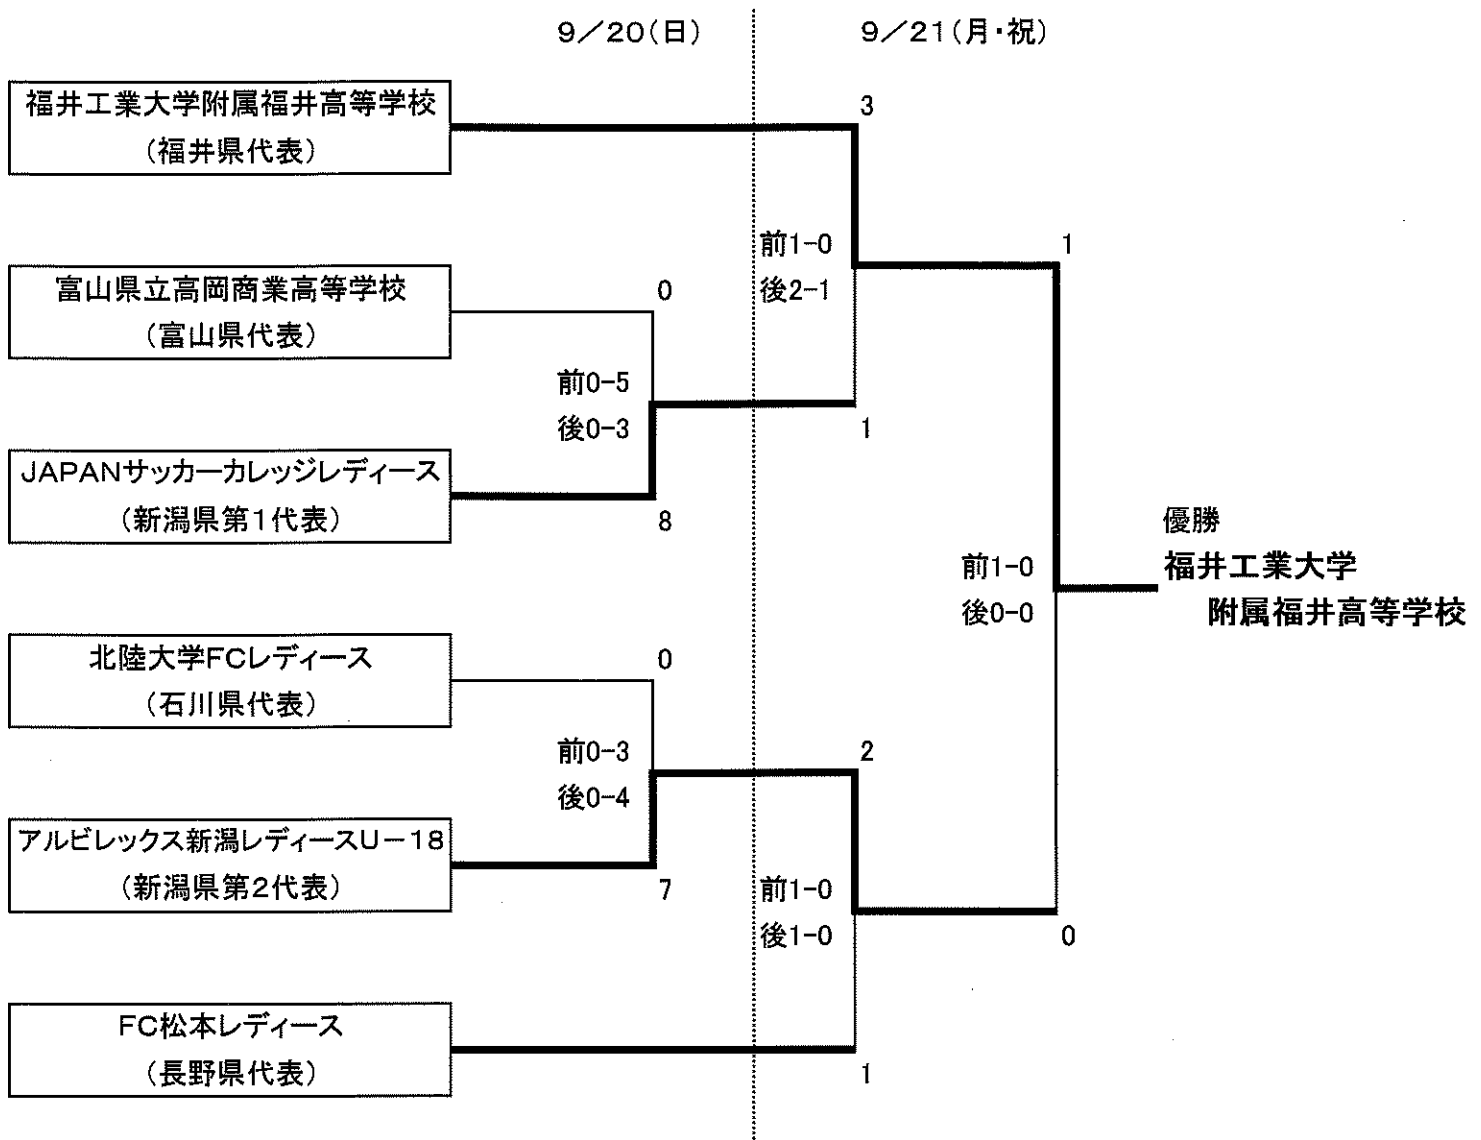 9／20(日)
9／21(月・祝)
福井工業大学附属福井高等学校
(福井県代表)
3
前1-0
後2-1
1
富山県立高岡商業高等学校
(富山県代表)
0
前0-5
後0-3
1
JAPANサッカーカレッジレディース
(新潟県第1代表)
8
優勝
福井工業大学
附属福井高等学校
前1-0
後0-0
北陸大学FCレディース
(石川県代表)
0
前0-3
後0-4
2
アルビレックス新潟レディースU－18
(新潟県第2代表)
7
前1-0
後1-0
0
FC松本レディース
(長野県代表)
1